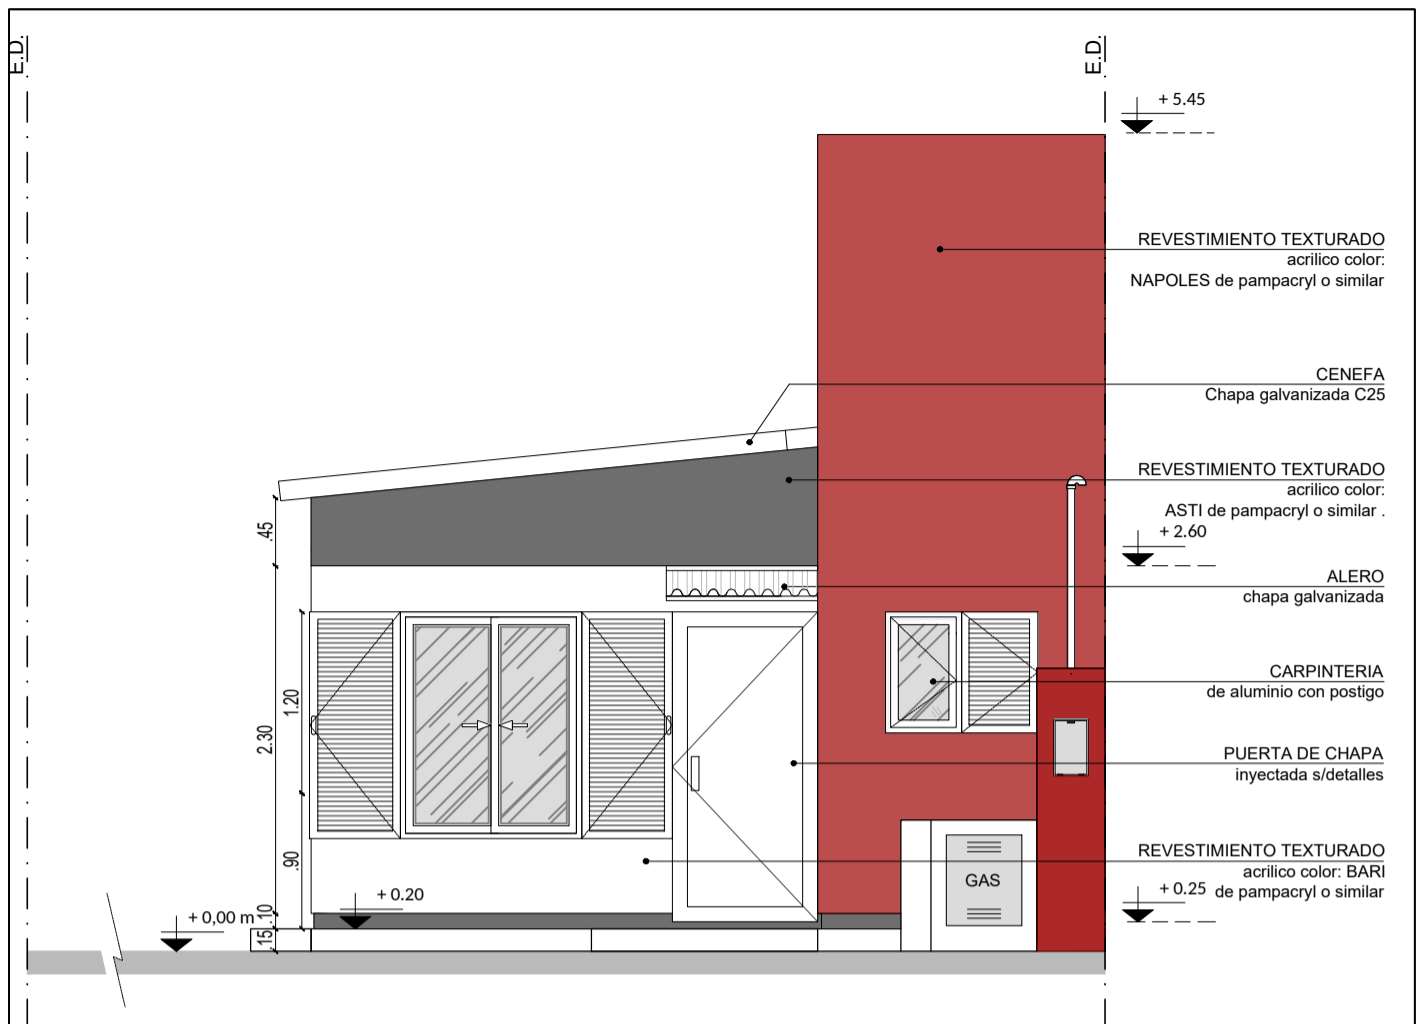 E.D.
E.D.
+ 5.45
REVESTIMIENTO TEXTURADO
acrilico color:
NAPOLES de pampacryl o similar
CENEFA
Chapa galvanizada C25
REVESTIMIENTO TEXTURADO
acrilico color:
ASTI de pampacryl o similar .
+ 2.60
.45
ALERO
chapa galvanizada
CARPINTERIA
de aluminio con postigo
1.20
2.30
PUERTA DE CHAPA
inyectada s/detalles
REVESTIMIENTO TEXTURADO
acrilico color: BARI
de pampacryl o similar
.90
GAS
+ 0.20
+ 0.25
+ 0,00 m
.10
.15